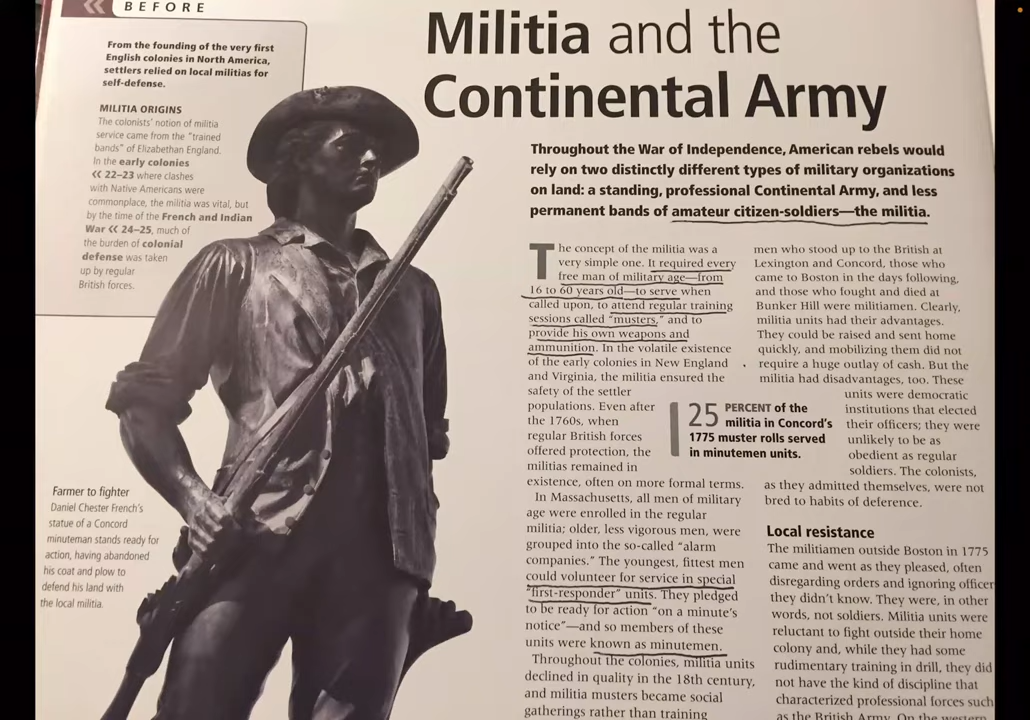 « BEFORE
From the founding of the very first
English colonies in North America,
settlers relied on local militias for
self-defense.
MILITIA ORIGINS
The colonists' notion of militia
service came from the "trained
bands" of Elizabethan England.
In the early colonies
« 22–23 where clashes
with Native Americans were
commonplace, the militia was vital, but
by the time of the French and Indian
War « 24–25, much of
the burden of colonial
defense was taken
up by regular
British forces.
Farmer to fighter
Daniel Chester French's
statue of a Concord
minuteman stands ready for
action, having abandoned
his coat and plow to
defend his land with
the local militia.
Militia and the
Continental Army
Throughout the War of Independence, American rebels would
rely on two distinctly different types of military organizations
on land: a standing, professional Continental Army, and less
permanent bands of amateur citizen-soldiers—the militia.
The concept of the militia was a
very simple one. It required every
free man of military age—from
16 to 60 years old—to serve when
called upon, to attend regular training
sessions called "musters," and to
provide his own weapons and
ammunition. In the volatile existence
of the early colonies in New England
and Virginia, the militia ensured the
safety of the settler
populations. Even after
the 1760s, when
regular British forces
offered protection, the
militias remained in
existence, often on more formal terms.
In Massachusetts, all men of military
age were enrolled in the regular
militia; older, less vigorous men, were
grouped into the so-called "alarm
companies." The youngest, fittest men
could volunteer for service in special
"first-responder" units. They pledged
to be ready for action "on a minute's
notice"—and so members of these
units were known as minutemen.
Throughout the colonies, militia units
declined in quality in the 18th century,
and militia musters became social
gatherings rather than training
25 PERCENT of the
militia in Concord's
1775 muster rolls served
in minutemen units.
men who stood up to the British at
Lexington and Concord, those who
came to Boston in the days following,
and those who fought and died at
Bunker Hill were militiamen. Clearly,
militia units had their advantages.
They could be raised and sent home
quickly, and mobilizing them did not
require a huge outlay of cash. But the
militia had disadvantages, too. These
units were democratic
institutions that elected
their officers; they were
unlikely to be as
obedient as regular
soldiers. The colonists,
as they admitted themselves, were not
bred to habits of deference.
Local resistance
The militiamen outside Boston in 1775
came and went as they pleased, often
disregarding orders and ignoring officer
they didn't know. They were, in other
words, not soldiers. Militia units were
reluctant to fight outside their home
colony and, while they had some
rudimentary training in drill, they did
not have the kind of discipline that
characterized professional forces such
as the British Army. On the western